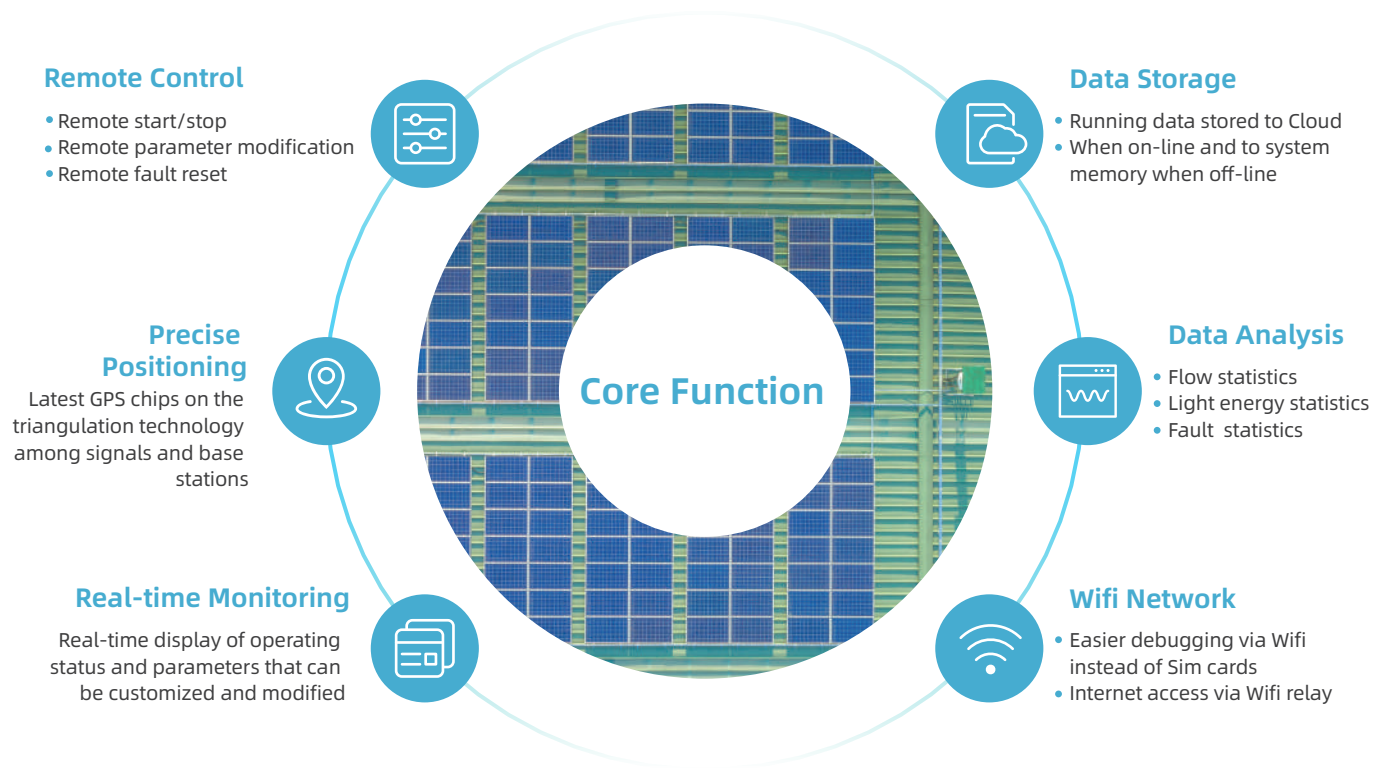 Remote Control
• Remote start/stop
• Remote parameter modification
• Remote fault reset
Precise
Positioning
Latest GPS chips on the
triangulation technology
among signals and base
stations
Real-time Monitoring
Real-time display of operating
status and parameters that can
be customized and modified
Core Function
Data Storage
• Running data stored to Cloud
• When on-line and to system
memory when off-line
Data Analysis
• Flow statistics
• Light energy statistics
• Fault statistics
Wifi Network
• Easier debugging via Wifi
instead of Sim cards
• Internet access via Wifi relay